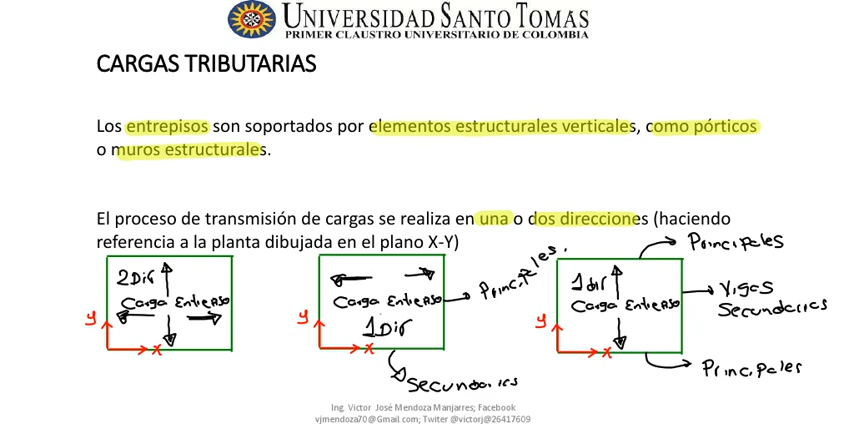 UNIVERSIDAD SANTO TOMAS
PRIMER CLAUSTRO UNIVERSITARIO DE COLOMBIA
CARGAS TRIBUTARIAS
Los entrepisos son soportados por elementos estructurales verticales, como pórticos
o muros estructurales.
El proceso de transmisión de cargas se realiza en una o dos direcciones (haciendo
referencia a la planta dibujada en el plano X-Y)
2Dir
Carga Entrepiso
y
x
Principales.
Carga Entrepiso
1Dir
y
x
Secundarias
Principales
1dir
Carga Entrepiso
Vigas
Secundarias
y
x
Principales
Ing. Victor José Mendoza Manjarres; Facebook
vjmendoza70@Gmail.com; Twiter @victorj@26417609